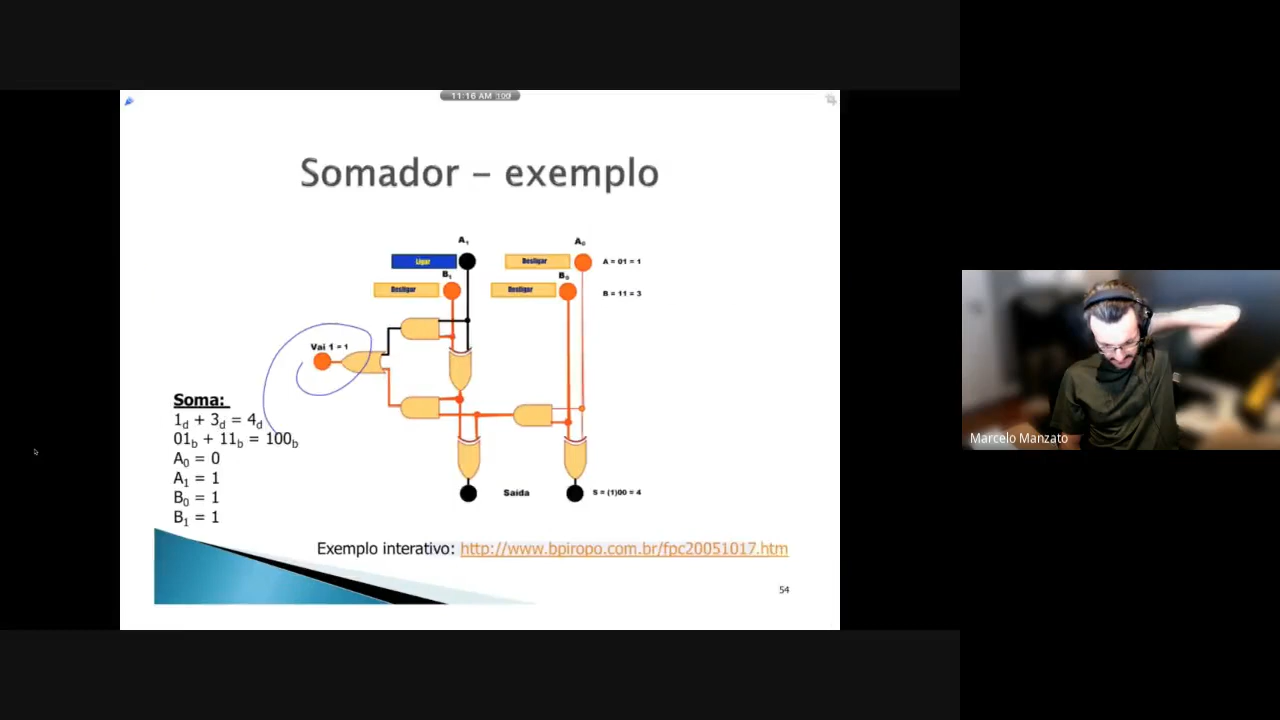 11:16 AM 100
Somador – exemplo
A₁
A₀
Ligar
Desligar
A = 01 = 1
B₁
B₀
Desligar
Desligar
B = 11 = 3
Vai 1 = 1
Soma:
1d + 3d = 4d
01b + 11b = 100b
A₀ = 0
A₁ = 1
B₀ = 1
B₁ = 1
Saída
S = (1)00 = 4
Exemplo interativo: http://www.bpiropo.com.br/fpc20051017.htm
54
Marcelo Manzato